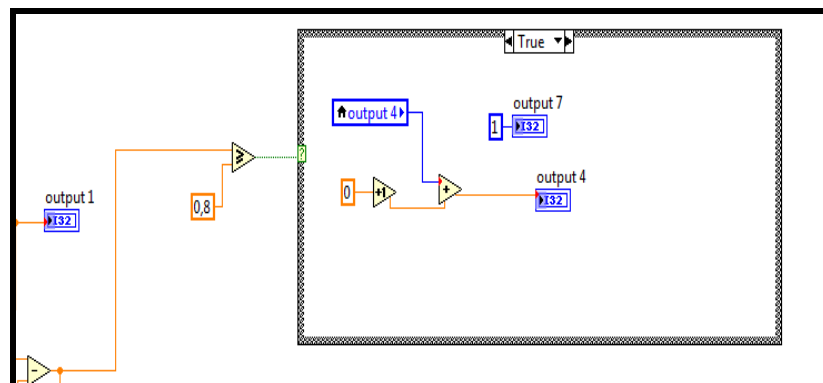 True
output 7
output 4
1
I32
?
≥
0
+1
+
output 4
I32
output 1
I32
0,8
-